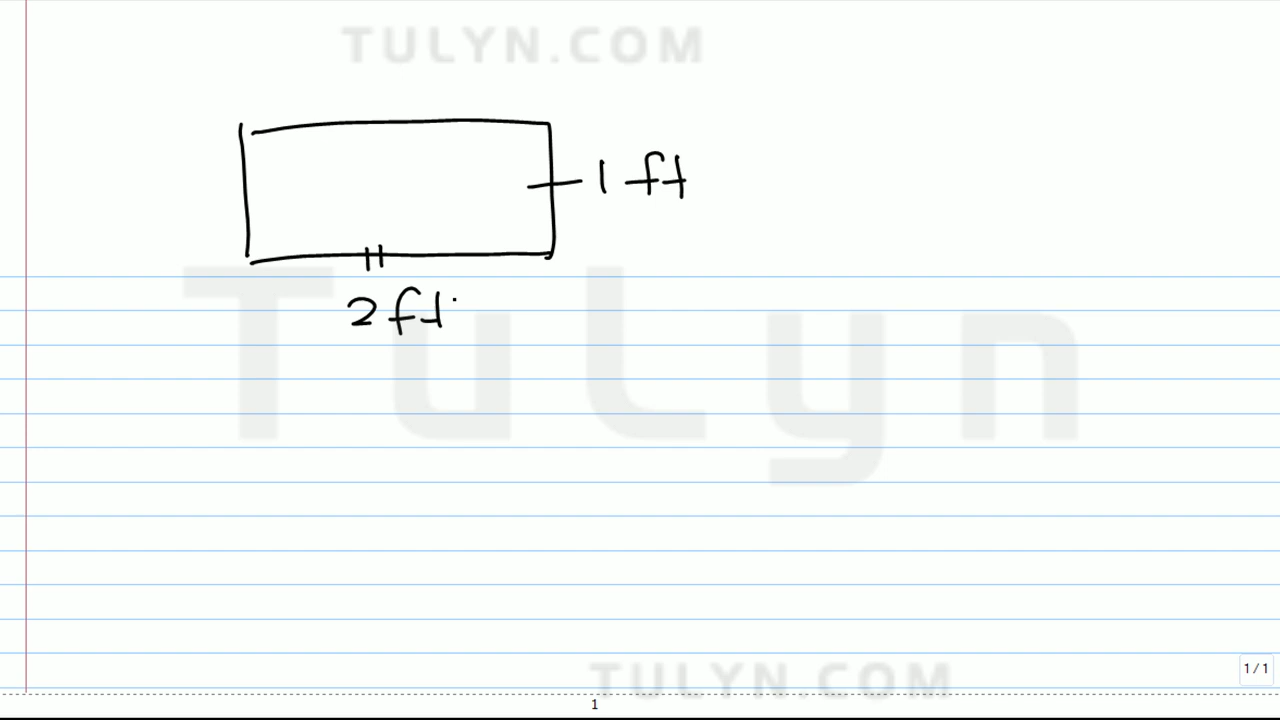 TULYN.COM
1 ft
2 ft
TuLyn
TULYN.COM
1 / 1
1